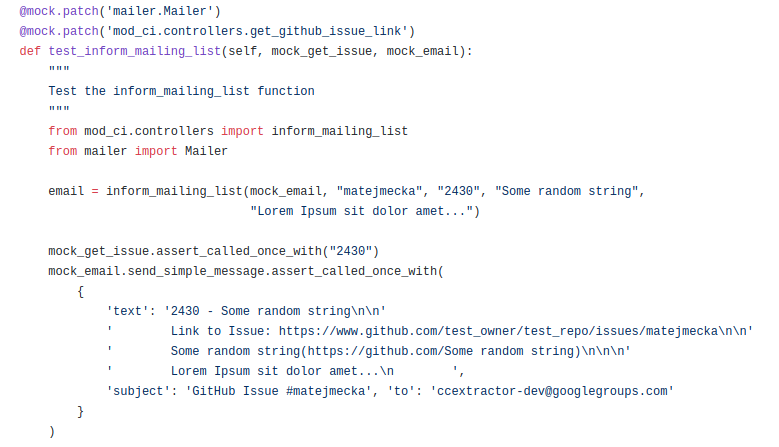 @mock.patch('mailer.Mailer')
@mock.patch('mod_ci.controllers.get_github_issue_link')
def test_inform_mailing_list(self, mock_get_issue, mock_email):
    """
    Test the inform_mailing_list function
    """
    from mod_ci.controllers import inform_mailing_list
    from mailer import Mailer

    email = inform_mailing_list(mock_email, "matejmecka", "2430", "Some random string",
                                "Lorem Ipsum sit dolor amet...")

    mock_get_issue.assert_called_once_with("2430")
    mock_email.send_simple_message.assert_called_once_with(
        {
            'text': '2430 - Some random string\n\n'
            '        Link to Issue: https://www.github.com/test_owner/test_repo/issues/matejmecka\n\n'
            '        Some random string(https://github.com/Some random string)\n\n\n'
            '        Lorem Ipsum sit dolor amet...\n        ',
            'subject': 'GitHub Issue #matejmecka', 'to': 'ccextractor-dev@googlegroups.com'
        }
    )